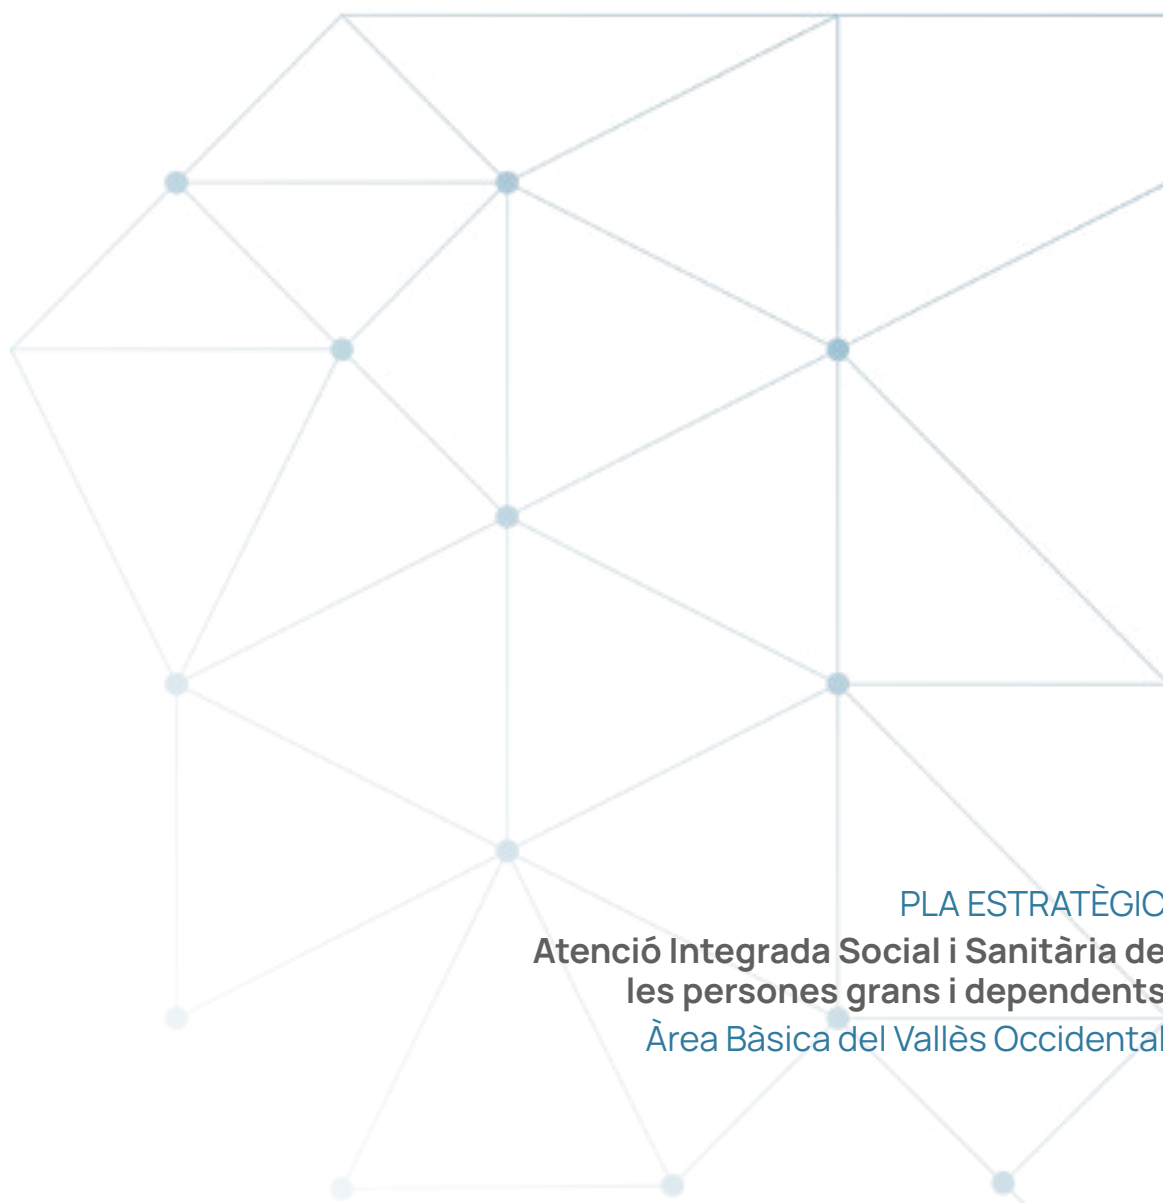 PLA ESTRATÈGIC
Atenció Integrada Social i Sanitària de
les persones grans i dependents
Àrea Bàsica del Vallès Occidental